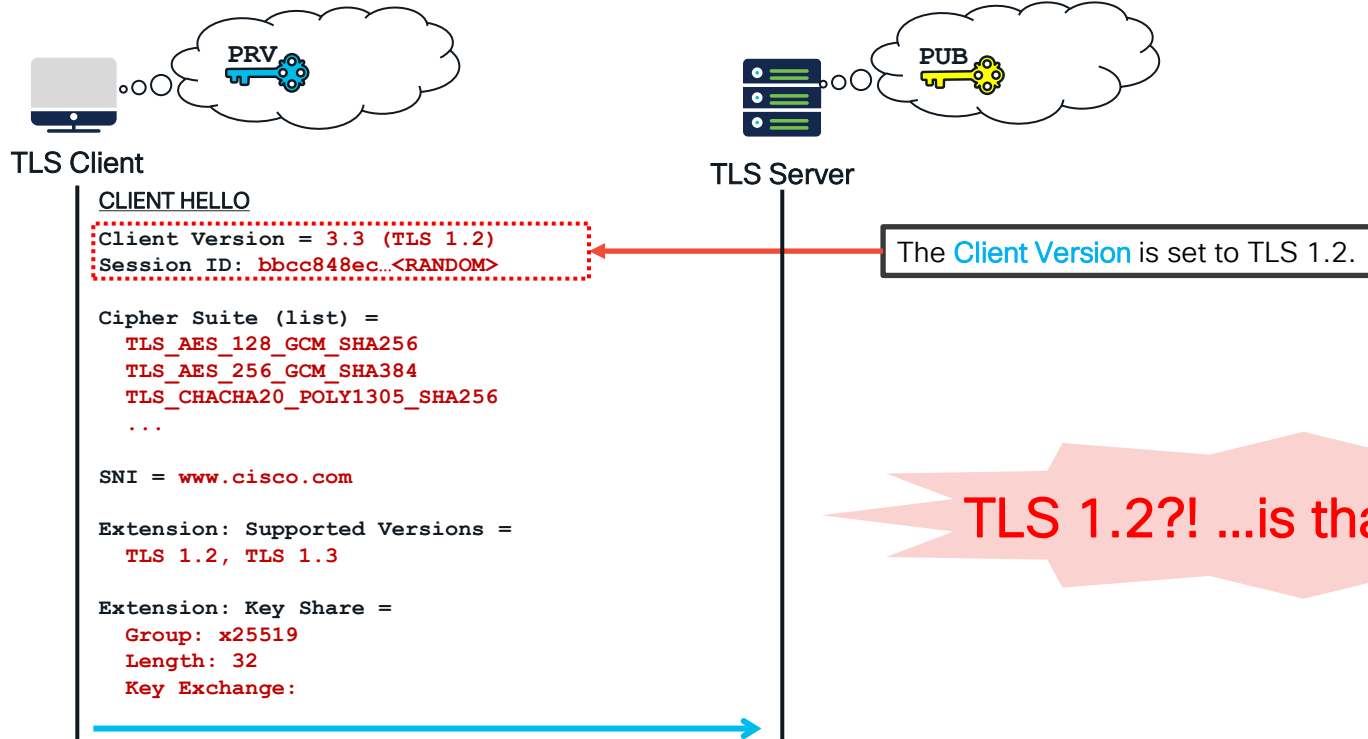 PRV
PUB
TLS Client
TLS Server
CLIENT HELLO
Client Version = 3.3 (TLS 1.2)
Session ID: bbcc848ec…<RANDOM>
The Client Version is set to TLS 1.2.
Cipher Suite (list) =
TLS_AES_128_GCM_SHA256
TLS_AES_256_GCM_SHA384
TLS_CHACHA20_POLY1305_SHA256
...
SNI = www.cisco.com
TLS 1.2?! ...is
Extension: Supported Versions =
TLS 1.2, TLS 1.3
Extension: Key Share =
Group: x25519
Length: 32
Key Exchange: